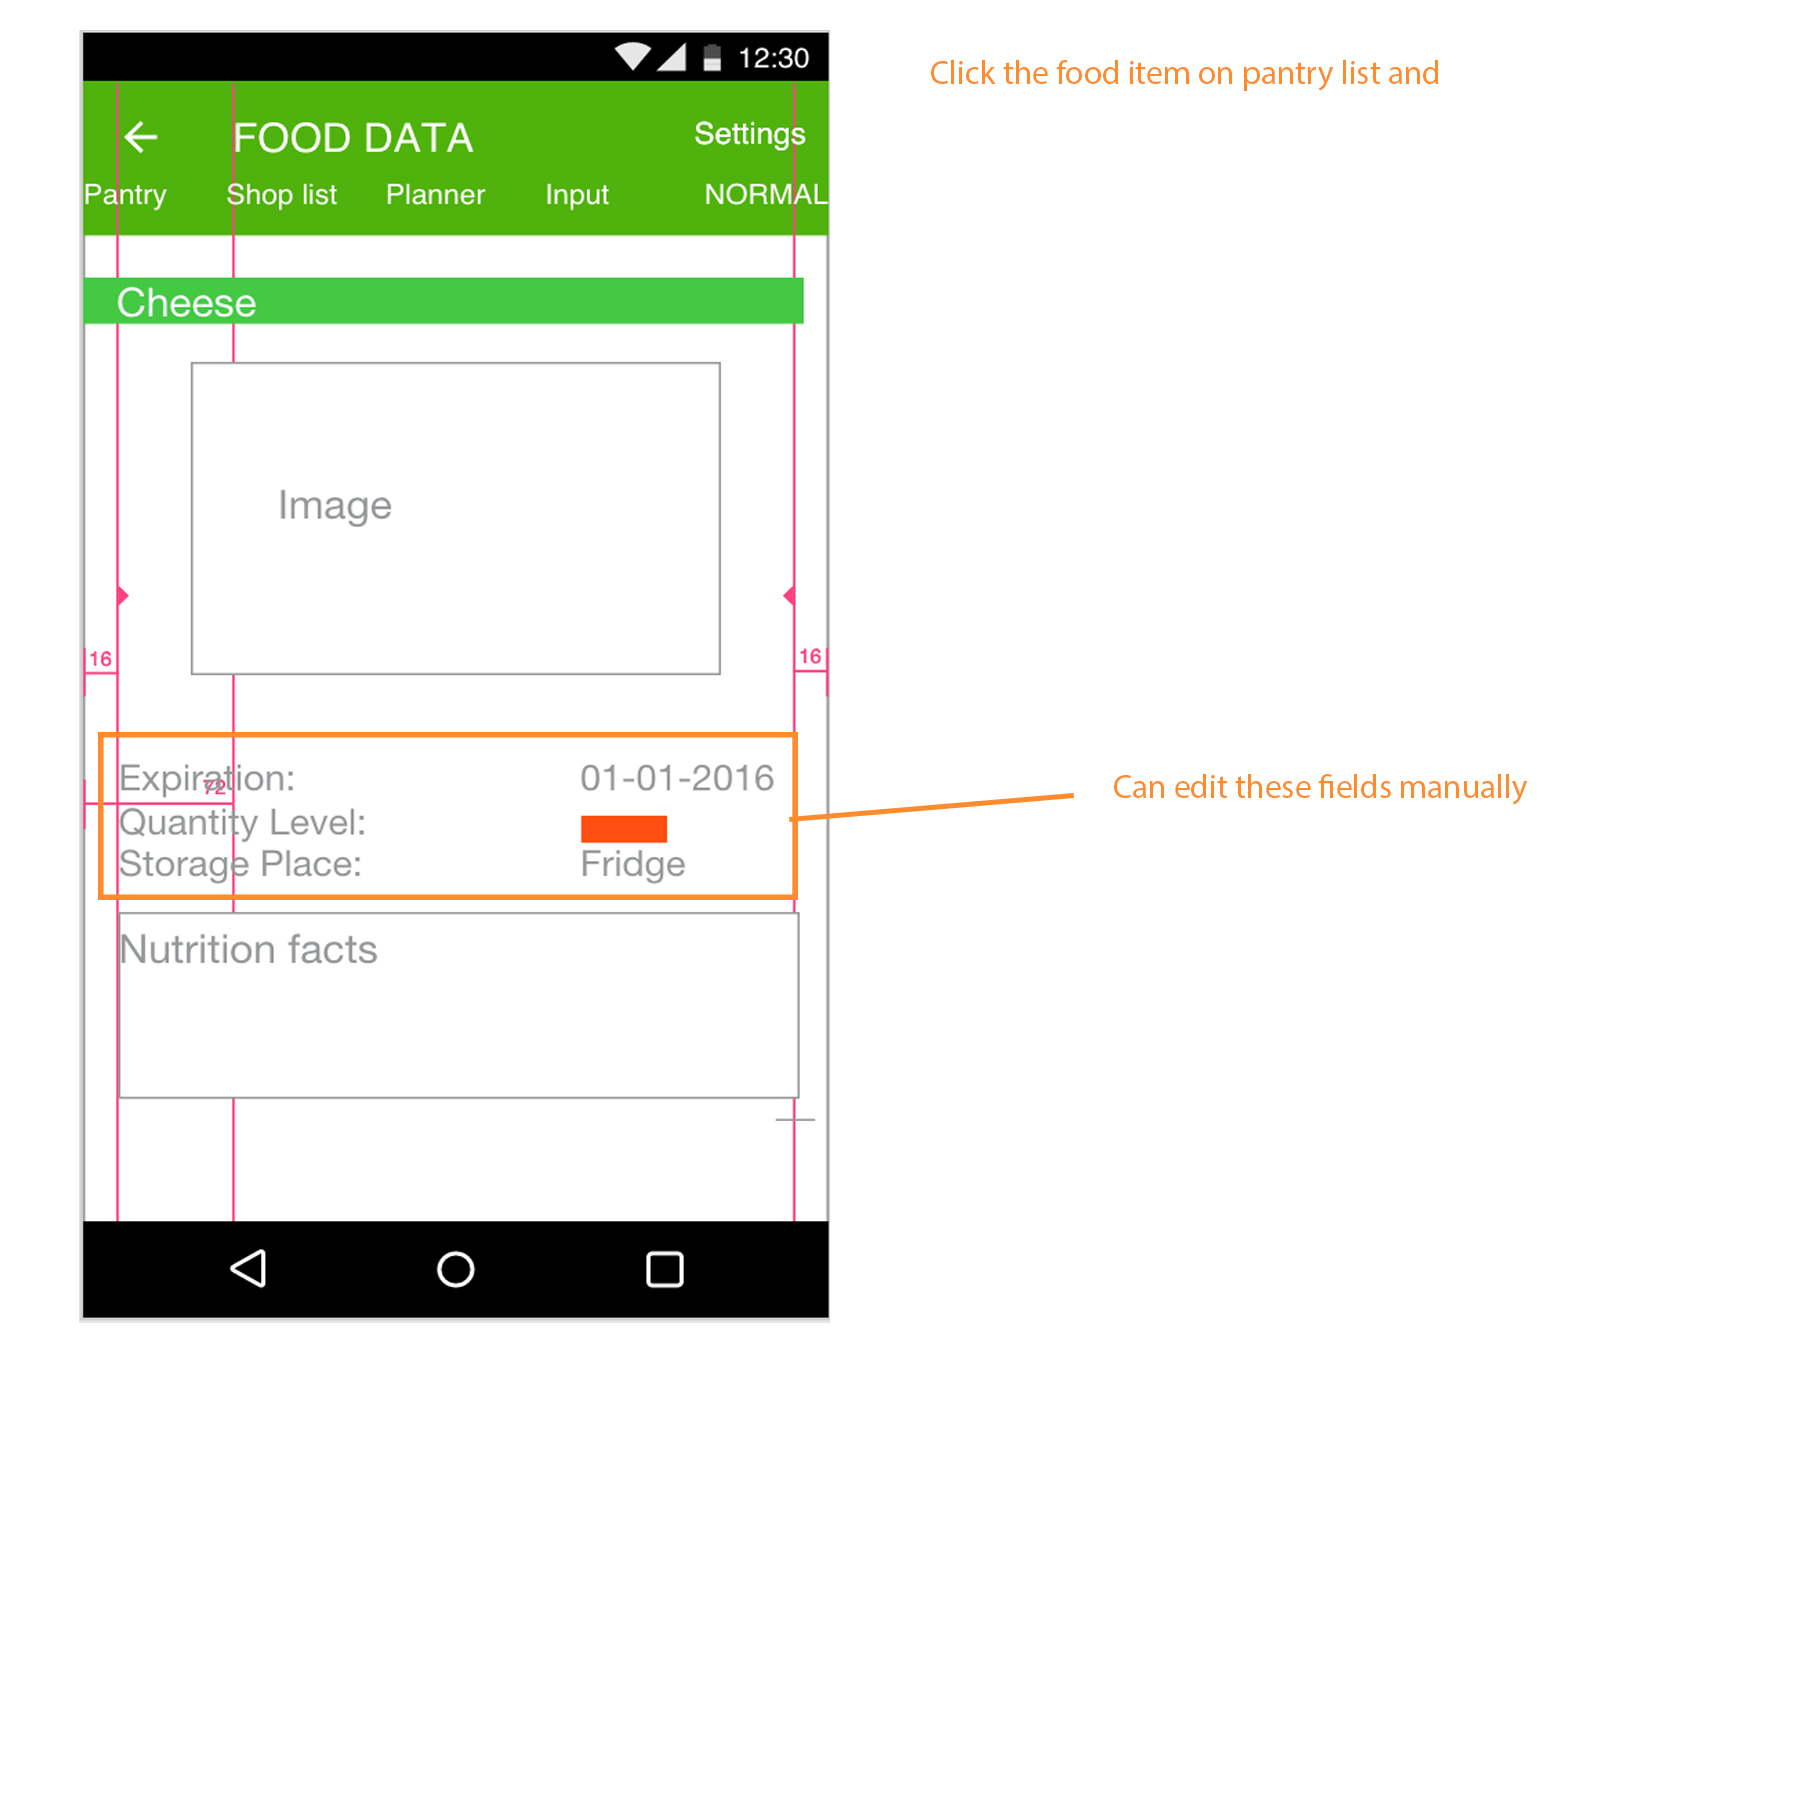 12:30
Click the food item on pantry list and
FOOD DATA Settings
Pantry Shop list Planner Input NORMAL
Cheese
Image
16 16
Expiration: 01-01-2016
72
Can edit these fields manually
Quantity Level:
Storage Place: Fridge
Nutrition facts